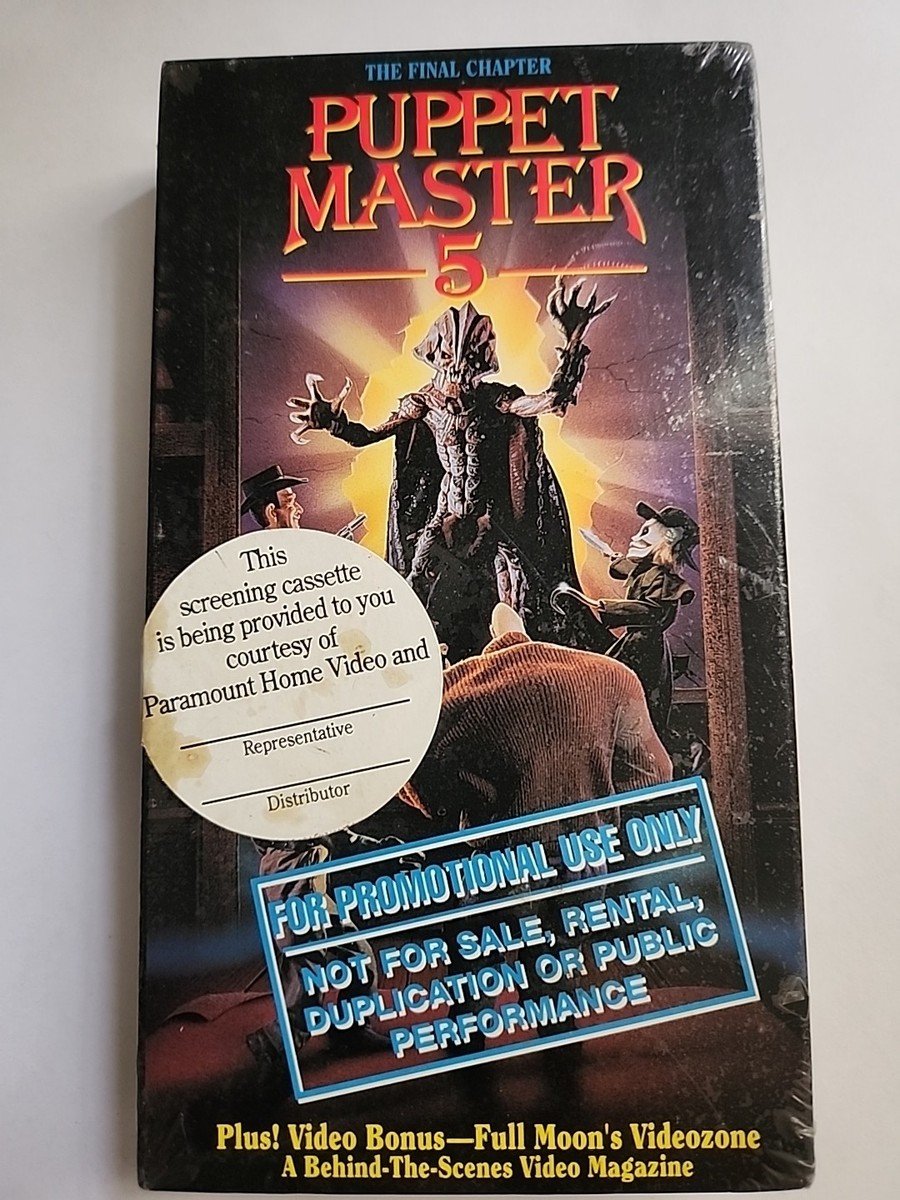 THE FINAL CHAPTER
PUPPET
MASTER
5
This
screening cassette
is being provided to you
courtesy of
Paramount Home Video and
Representative
Distributor
FOR PROMOTIONAL USE ONLY
NOT FOR SALE, RENTAL,
DUPLICATION OR PUBLIC
PERFORMANCE
Plus! Video Bonus—Full Moon's Videozone
A Behind-The-Scenes Video Magazine